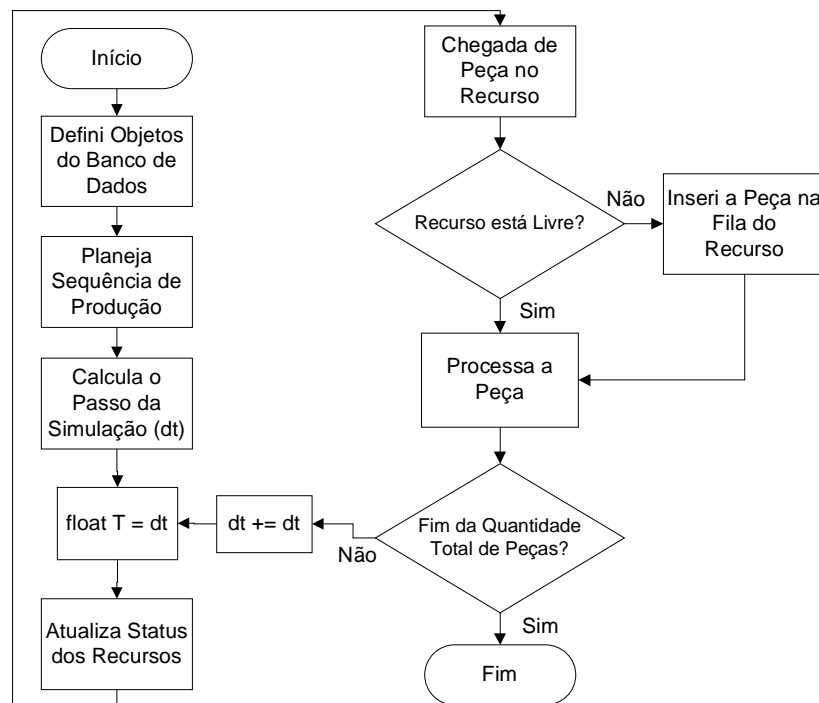 Início
Defini Objetos
do Banco de
Dados
Planeja
Sequência de
Produção
Calcula o
Passo da
Simulação (dt)
float T = dt
Atualiza Status
dos Recursos
Chegada de
Peça no
Recurso
Recurso está Livre?
Não
Inseri a Peça na
Fila do
Recurso
Sim
Processa a
Peça
Fim da Quantidade
Total de Peças?
Não
dt += dt
Sim
Fim